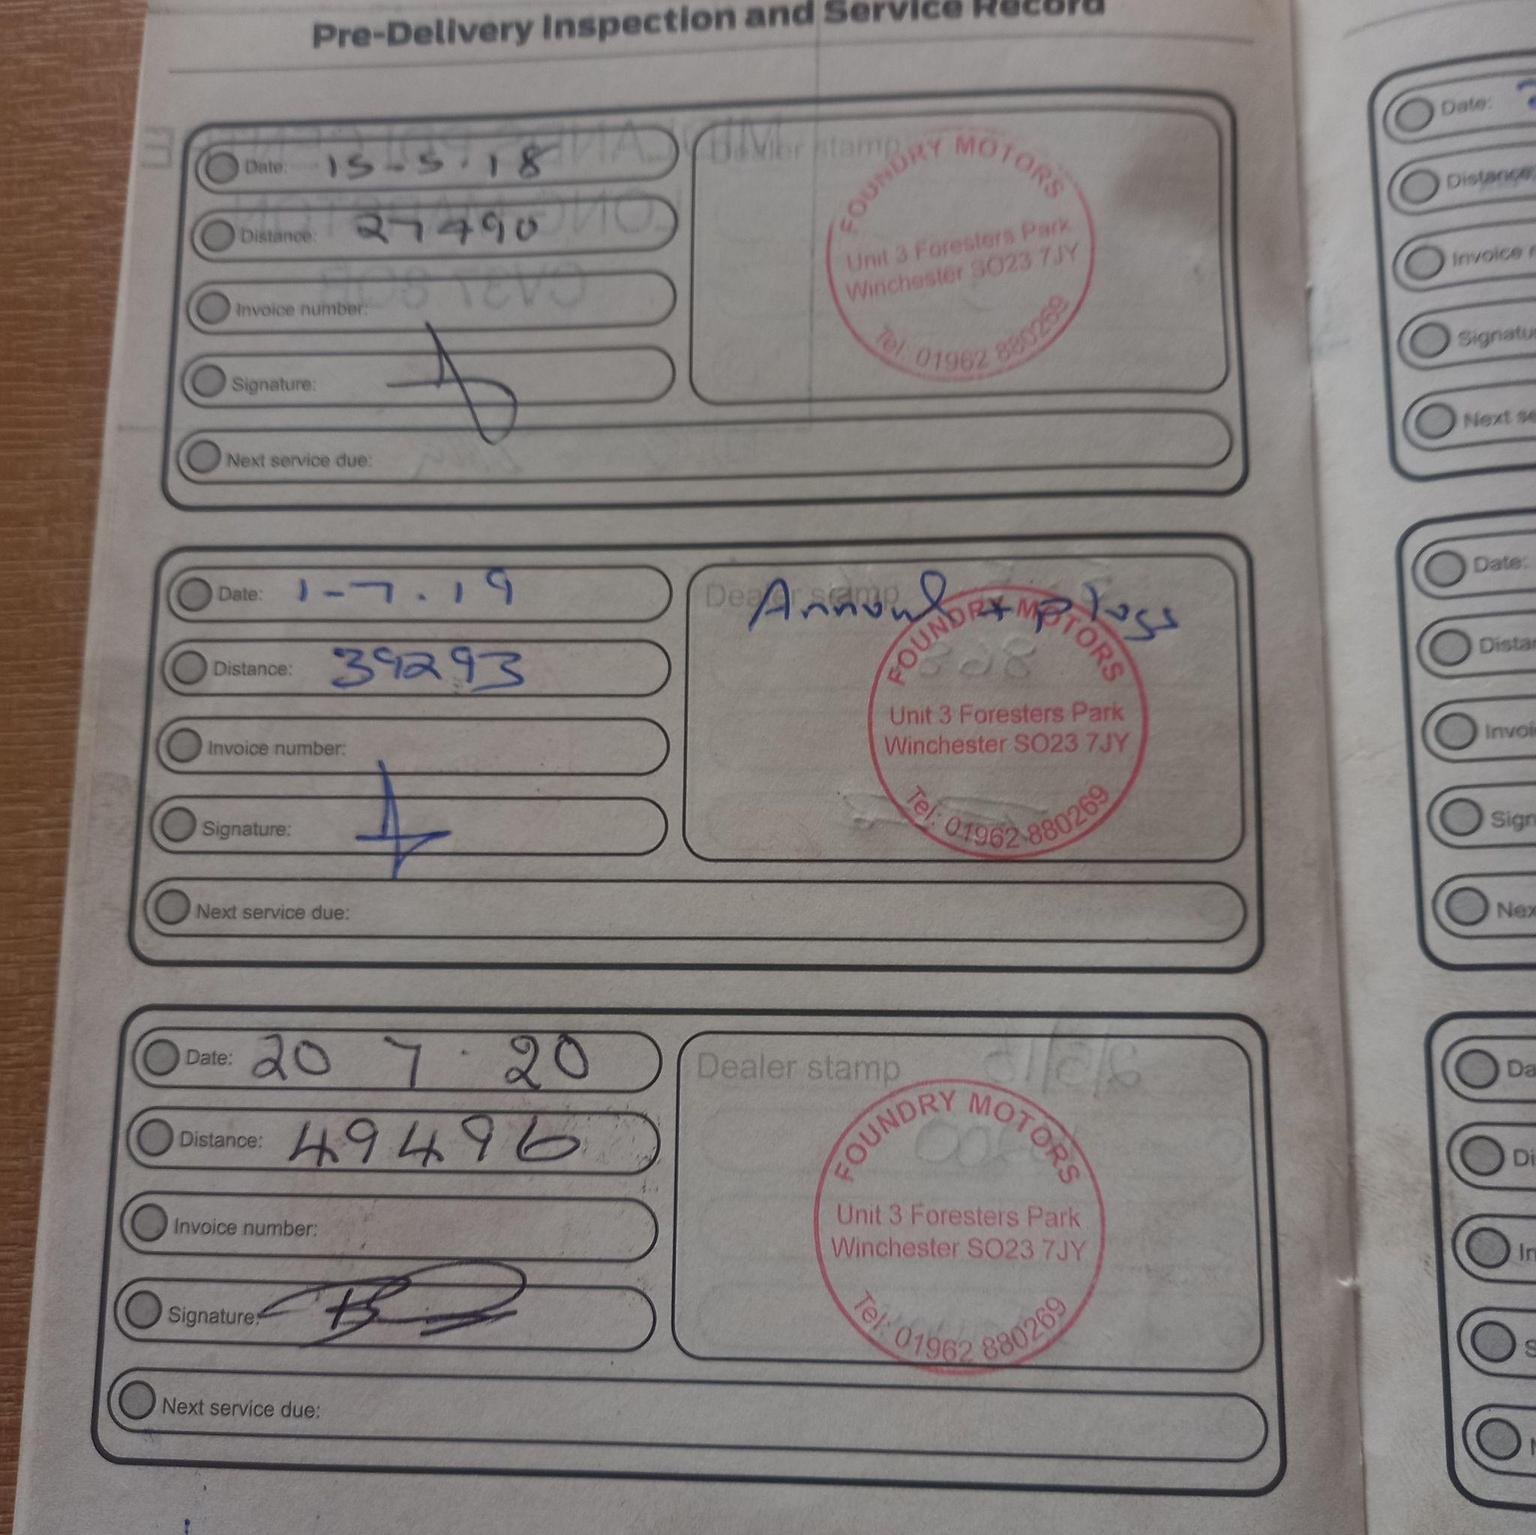 Pre-Delivery Inspection and Service Record
Date: 15-5.18
Distance: 27490
Invoice number:
Signature:
Next service due:
Dealer stamp
FOUNDRY MOTORS
Unit 3 Foresters Park
Winchester SO23 7JY
Tel: 01962 880269
Date: 1-7.19
Distance: 39293
Invoice number:
Signature:
Next service due:
Dealer stamp
Annual + plugs
FOUNDRY MOTORS
Unit 3 Foresters Park
Winchester SO23 7JY
Tel: 01962 880269
Date: 20 7. 20
Distance: 49496
Invoice number:
Signature:
Next service due:
Dealer stamp
FOUNDRY MOTORS
Unit 3 Foresters Park
Winchester SO23 7JY
Tel: 01962 880269
Date:
Distance
Invoice
Signatu
Next se
Date:
Dista
Invoi
Sign
Nex
Da
Di
In
S